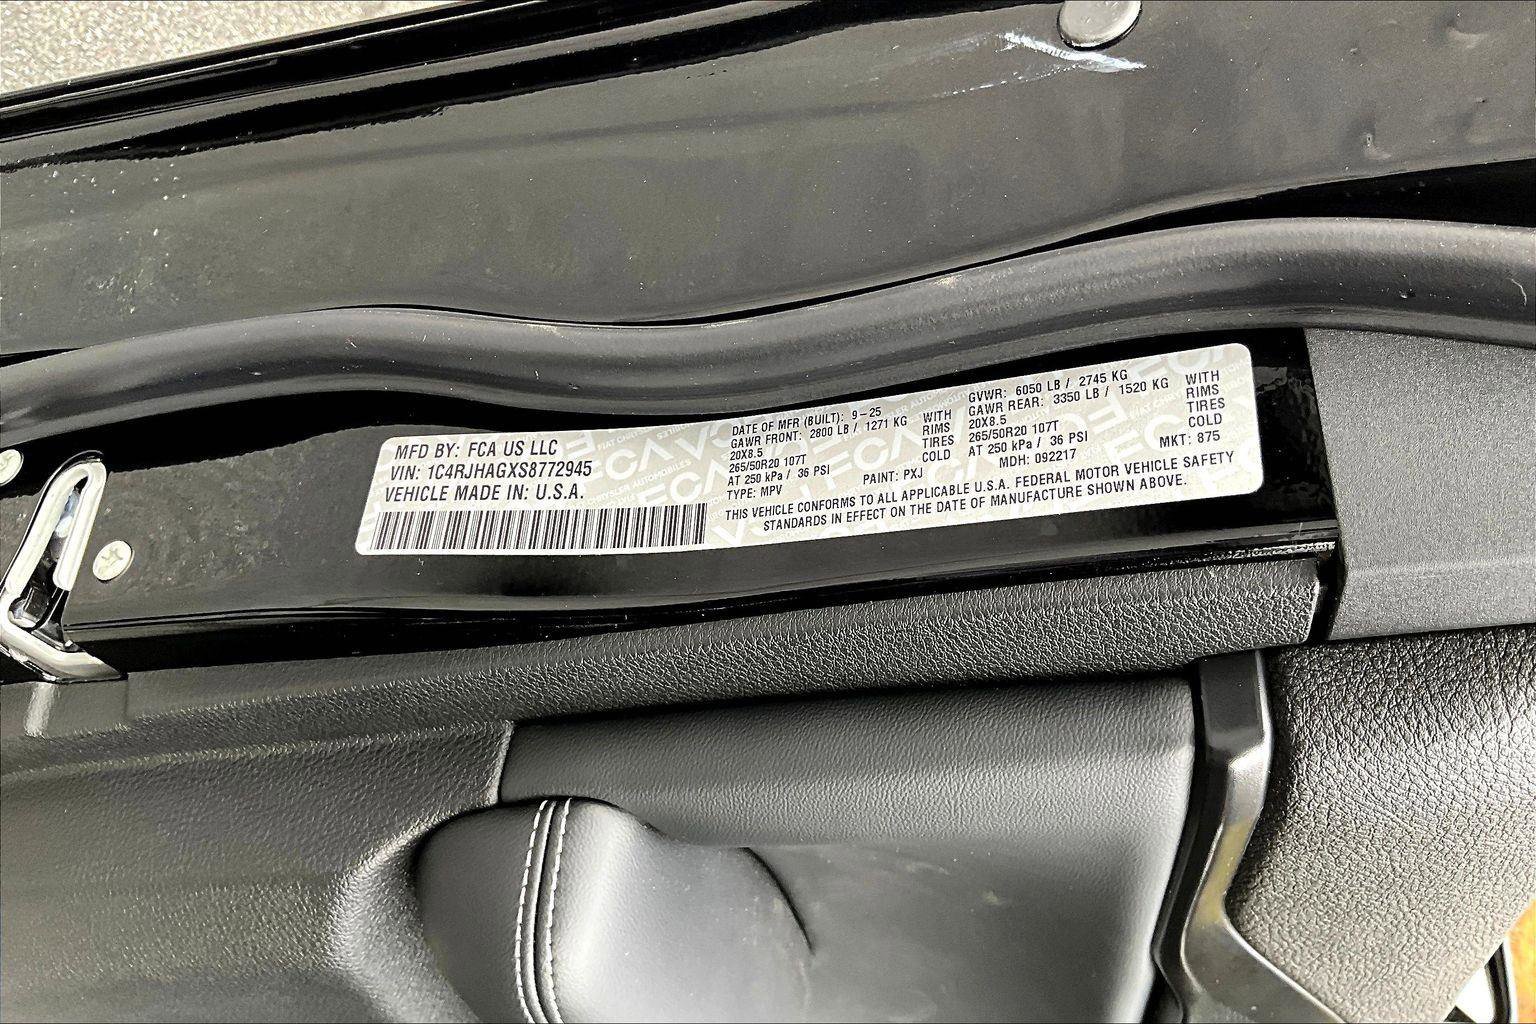 MFD BY: FCA US LLC
VIN: 1C4RJHAGXS8772945
VEHICLE MADE IN: U.S.A.
DATE OF MFR (BUILT): 9-25
GAWR FRONT: 2800 LB / 1271 KG WITH
20X8.5 RIMS
265/50R20 107T TIRES
AT 250 kPa / 36 PSI COLD
TYPE: MPV
PAINT: PXJ
GVWR: 6050 LB / 2745 KG
GAWR REAR: 3350 LB / 1520 KG WITH
20X8.5 RIMS
265/50R20 107T TIRES
AT 250 kPa / 36 PSI COLD
MDH: 092217
MKT: 875
THIS VEHICLE CONFORMS TO ALL APPLICABLE U.S.A. FEDERAL MOTOR VEHICLE SAFETY
STANDARDS IN EFFECT ON THE DATE OF MANUFACTURE SHOWN ABOVE.